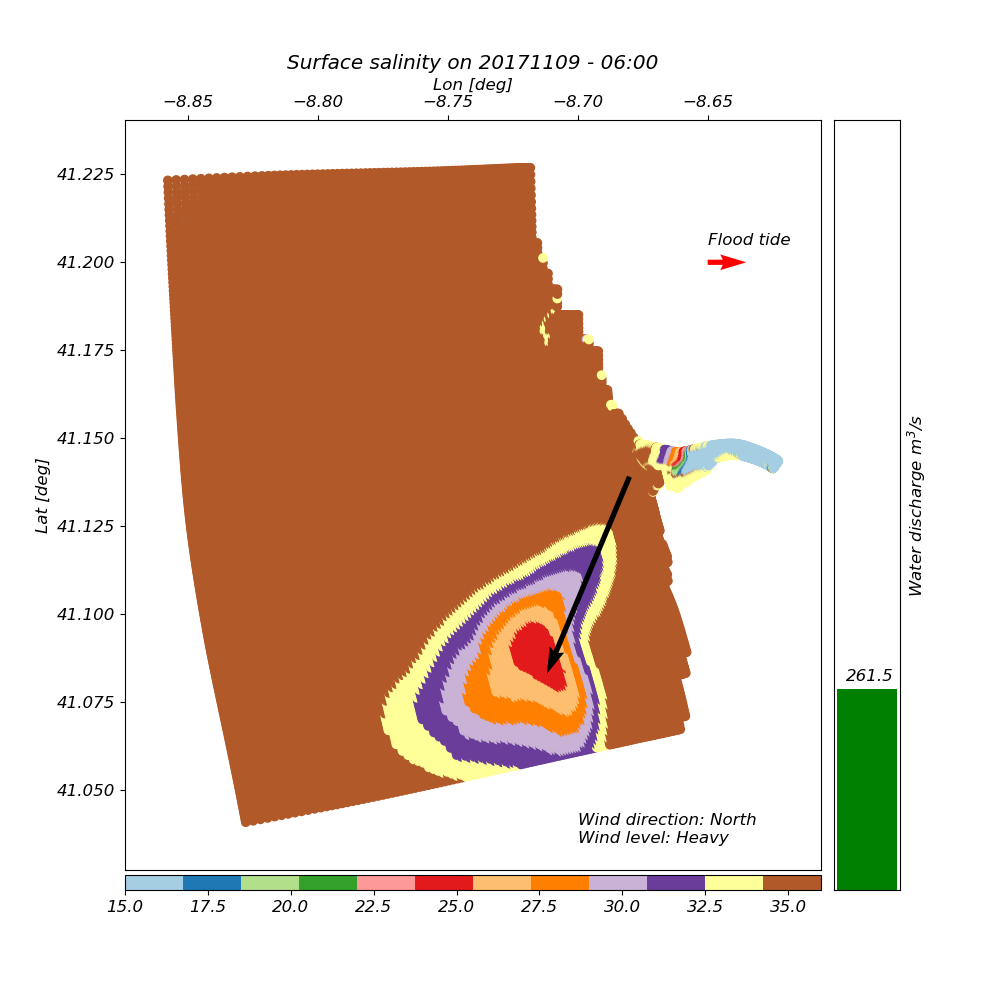 Surface salinity on 20171109 - 06:00
Lon [deg]
−8.85 −8.80 −8.75 −8.70 −8.65
41.225
41.200
41.175
41.150
41.125
41.100
41.075
41.050
Lat [deg]
Flood tide
Water discharge m³/s
261.5
Wind direction: North
Wind level: Heavy
15.0 17.5 20.0 22.5 25.0 27.5 30.0 32.5 35.0